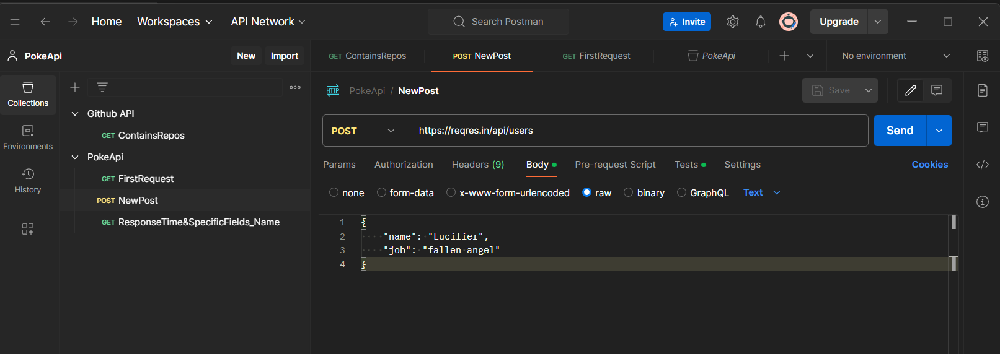 Home Workspaces API Network Search Postman Invite Upgrade
PokeApi New Import GET ContainsRepos POST NewPost GET FirstRequest PokeApi No environment
Collections
Environments
History
Github API
GET ContainsRepos
PokeApi
GET FirstRequest
POST NewPost
GET ResponseTime&SpecificFields_Name
HTTP PokeApi / NewPost Save
POST https://reqres.in/api/users Send
Params Authorization Headers (9) Body Pre-request Script Tests Settings Cookies
none form-data x-www-form-urlencoded raw binary GraphQL Text
1 {
2 "name": "Lucifier",
3 "job": "fallen angel"
4 }